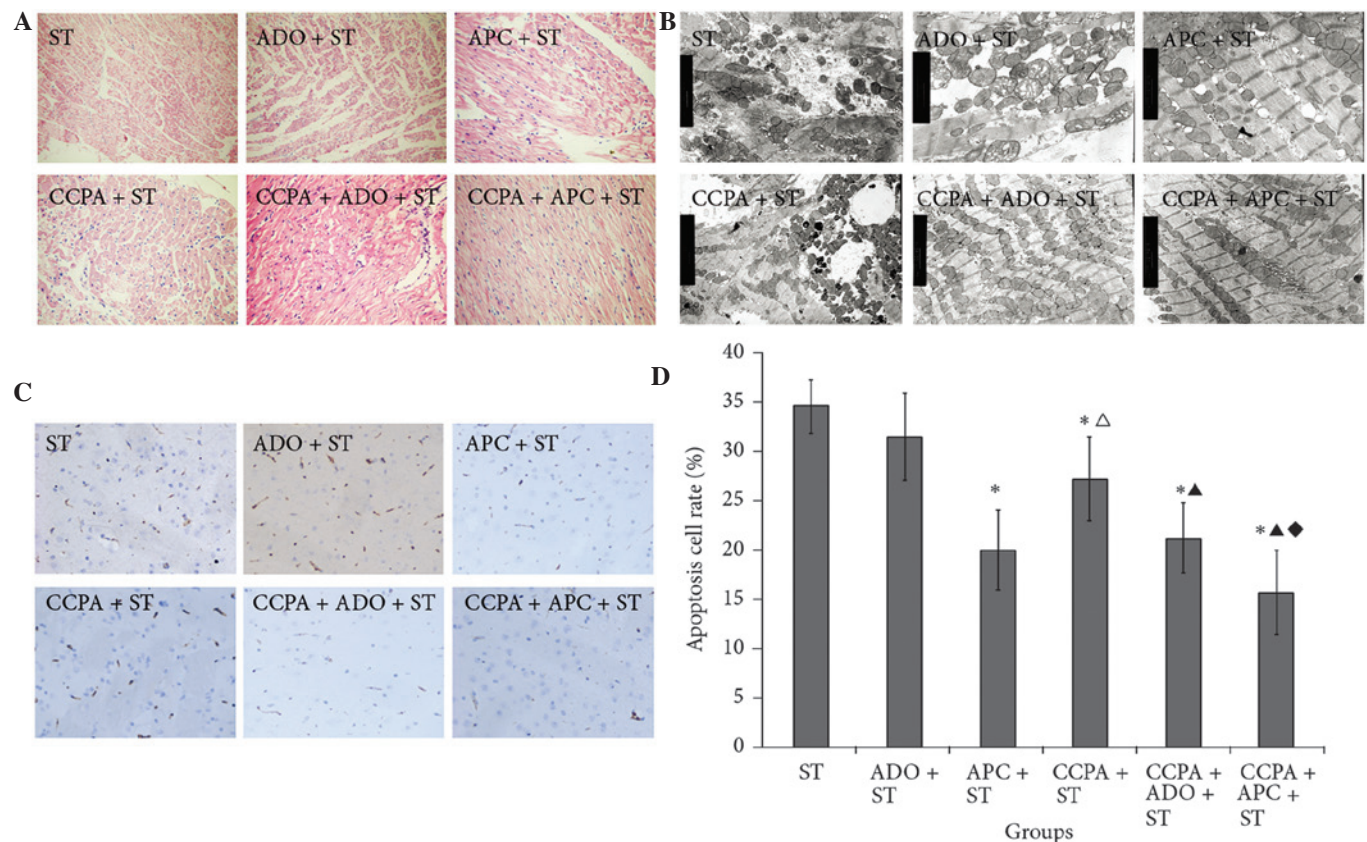 A
ST
ADO + ST
APC + ST
CCPA + ST
CCPA + ADO + ST
CCPA + APC + ST
B
ST
ADO + ST
APC + ST
CCPA + ST
CCPA + ADO + ST
CCPA + APC + ST
C
ST
ADO + ST
APC + ST
CCPA + ST
CCPA + ADO + ST
CCPA + APC + ST
D
Apoptosis cell rate (%)
40
35
30
25
20
15
10
5
0
*
* △
* ▲
* ▲ ◆
ST
ADO +
ST
APC +
ST
CCPA +
ST
CCPA +
ADO +
ST
CCPA +
APC +
ST
Groups